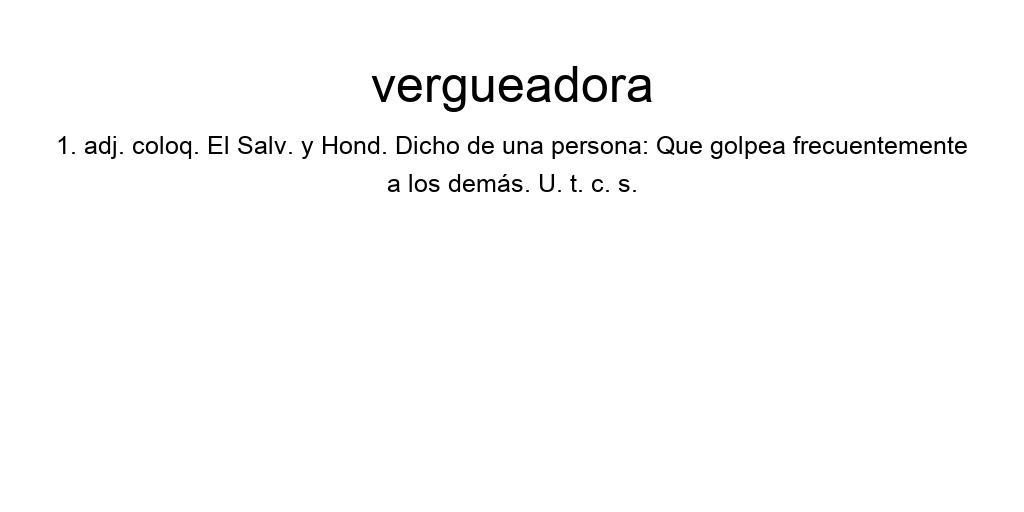 vergueadora
1. adj. coloq. El Salv. y Hond. Dicho de una persona: Que golpea frecuentemente
a los demás. U. t. c. s.